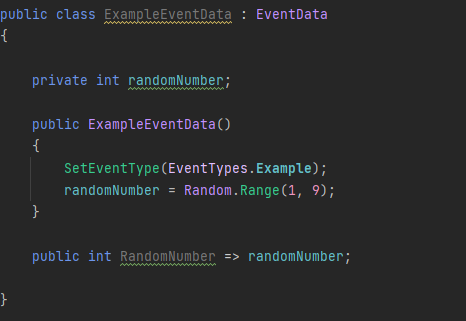 public class ExampleEventData : EventData
{
private int randomNumber;
public ExampleEventData()
{
SetEventType(EventTypes.Example);
randomNumber = Random.Range(1, 9);
}
public int RandomNumber => randomNumber;
}